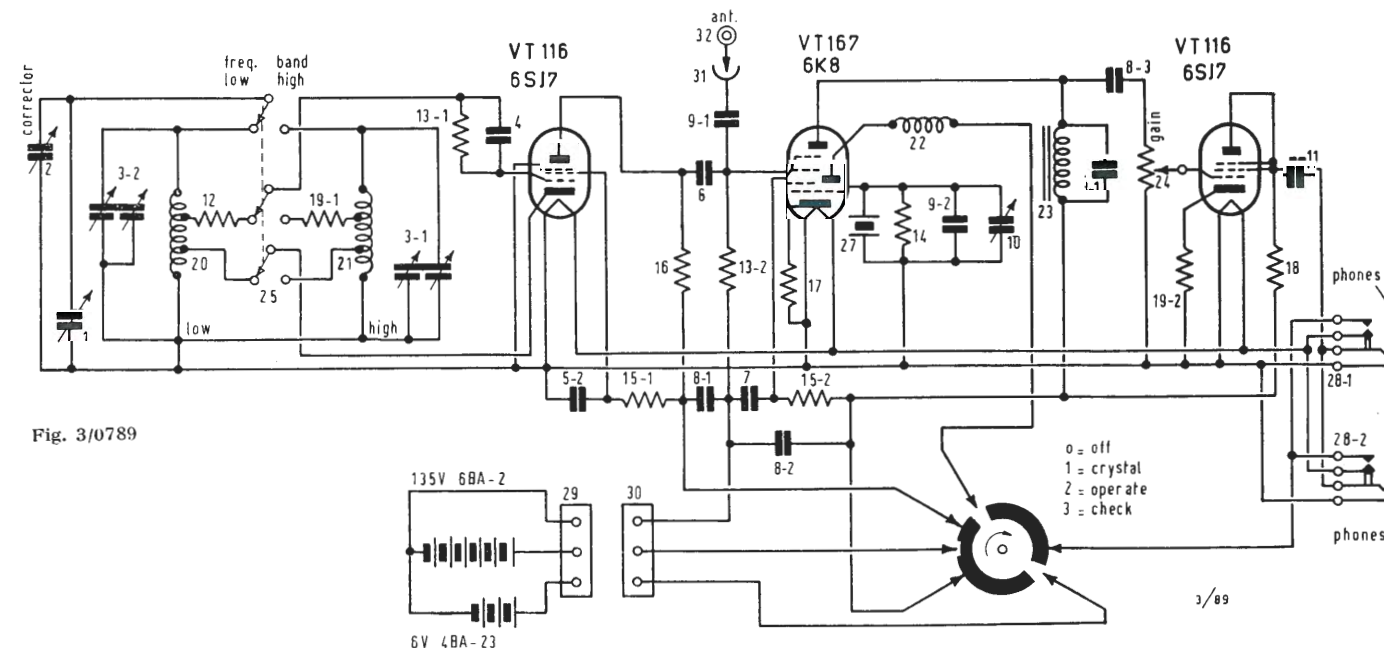 ant.
32
VT 116
6SJ7
VT167
6K8
VT116
6SJ7
freq. band
low high
31
8-3
corrector
13-1
4
9-1
gain
22
11
2
3-2
6
L1
24
12
19-1
23
3-1
27
14
9-2
10
16
13-2
17
18
20
21
19-2
phones
25
1
low
high
28-1
5-2
15-1
8-1
7
15-2
Fig. 3/0789
28-2
8-2
o = off
1 = crystal
2 = operate
3 = check
135V 6BA-2
29
30
phones
3/89
6V 4BA-23